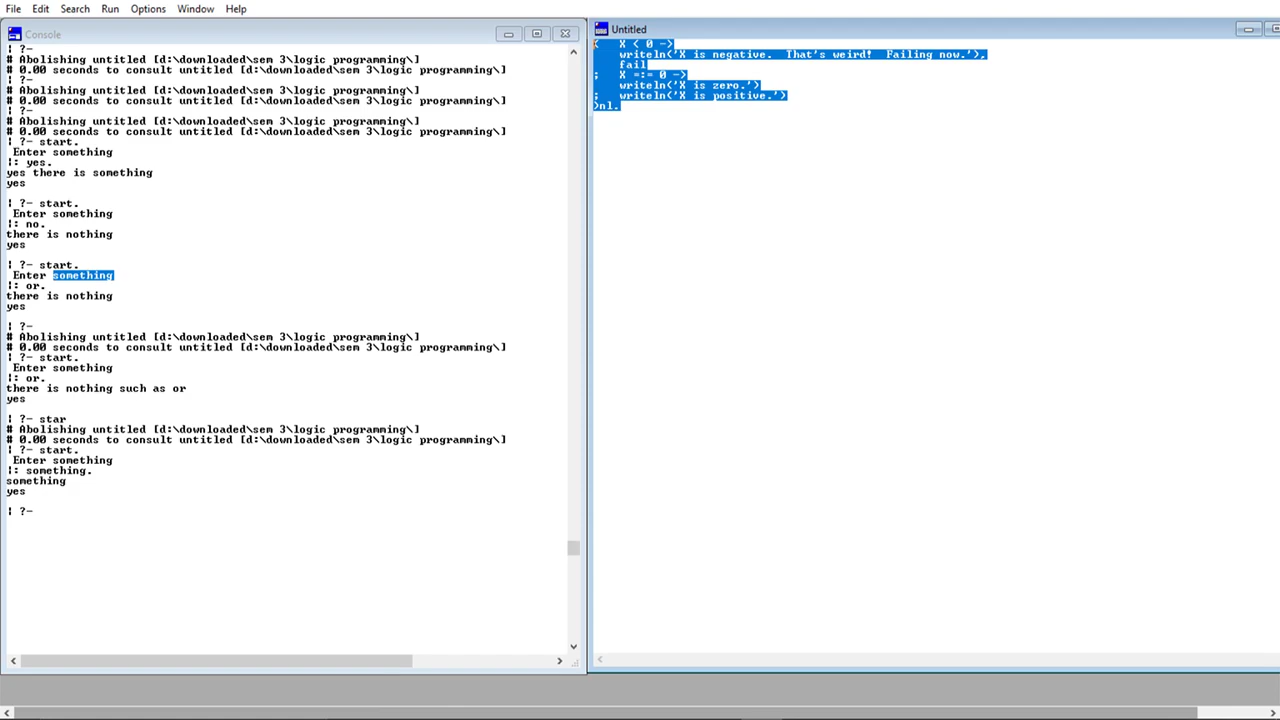 File Edit Search Run Options Window Help
Console
| ?-
# Abolishing untitled [d:\downloaded\sem 3\logic programming\]
# 0.00 seconds to consult untitled [d:\downloaded\sem 3\logic programming\]
| ?-
# Abolishing untitled [d:\downloaded\sem 3\logic programming\]
# 0.00 seconds to consult untitled [d:\downloaded\sem 3\logic programming\]
| ?-
# Abolishing untitled [d:\downloaded\sem 3\logic programming\]
# 0.00 seconds to consult untitled [d:\downloaded\sem 3\logic programming\]
| ?- start.
Enter something
|: yes.
yes there is something
yes
| ?- start.
Enter something
|: no.
there is nothing
yes
| ?- start.
Enter something
|: or.
there is nothing
yes
| ?-
# Abolishing untitled [d:\downloaded\sem 3\logic programming\]
# 0.00 seconds to consult untitled [d:\downloaded\sem 3\logic programming\]
| ?- start.
Enter something
|: or.
there is nothing such as or
yes
| ?- star
# Abolishing untitled [d:\downloaded\sem 3\logic programming\]
# 0.00 seconds to consult untitled [d:\downloaded\sem 3\logic programming\]
| ?- start.
Enter something
|: something.
something
yes
| ?-
Untitled
(   X < 0 ->
    writeln('X is negative.  That's weird!  Failing now.'),
    fail
;   X =:= 0 ->
    writeln('X is zero.')
;   writeln('X is positive.')
)nl.